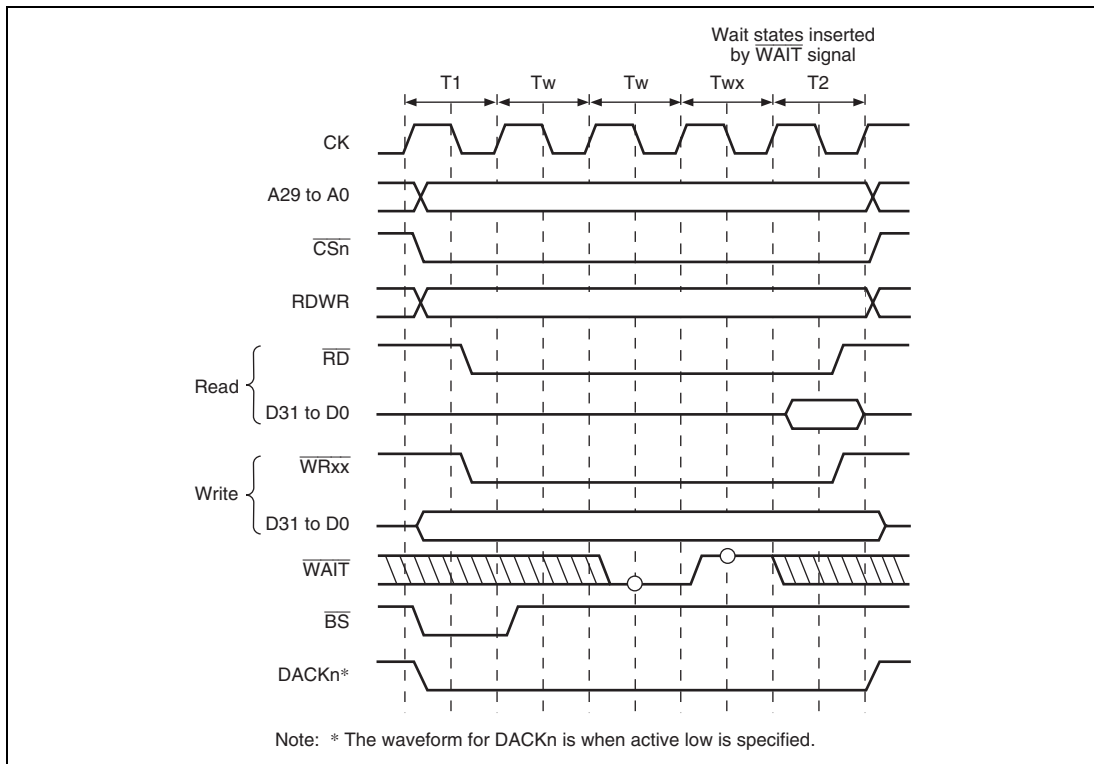 Wait states inserted
by WAIT signal
T1 Tw Tw Twx T2
CK
A29 to A0
CSn
RDWR
Read
RD
D31 to D0
Write
WRxx
D31 to D0
WAIT
BS
DACKn*
Note: * The waveform for DACKn is when active low is specified.